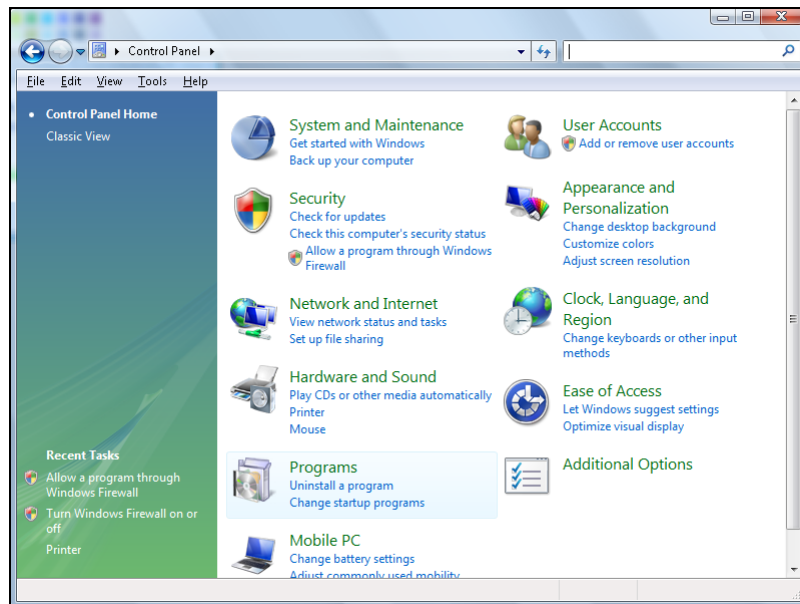 Control Panel
File Edit View Tools Help
Control Panel Home
Classic View
Recent Tasks
Allow a program through
Windows Firewall
Turn Windows Firewall on or
off
Printer
System and Maintenance
Get started with Windows
Back up your computer
Security
Check for updates
Check this computer's security status
Allow a program through Windows
Firewall
Network and Internet
View network status and tasks
Set up file sharing
Hardware and Sound
Play CDs or other media automatically
Printer
Mouse
Programs
Uninstall a program
Change startup programs
Mobile PC
Change battery settings
Adjust commonly used mobility
User Accounts
Add or remove user accounts
Appearance and
Personalization
Change desktop background
Customize colors
Adjust screen resolution
Clock, Language, and
Region
Change keyboards or other input
methods
Ease of Access
Let Windows suggest settings
Optimize visual display
Additional Options